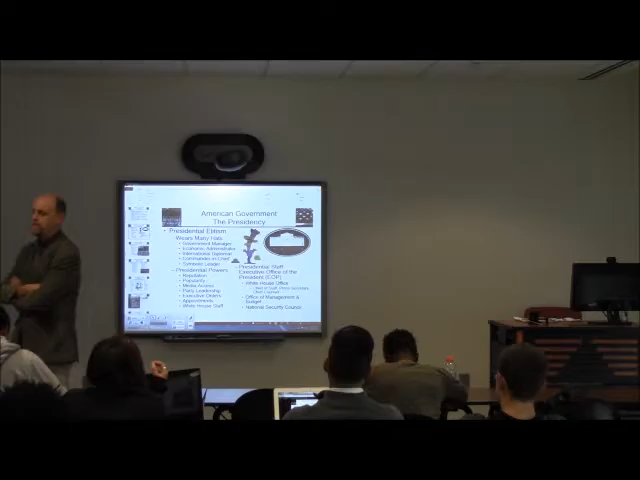 American Government
The Presidency
Presidential Elitism
Wears Many Hats
Government Manager
Economic Administrator
International Diplomat
Commander in Chief
Symbolic Leader
Presidential Powers
Reputation
Popularity
Media Access
Party Leadership
Executive Orders
Appointments
White House Staff
Presidential Staff
Executive Office of the
President (EOP)
White House Office
Office of Management &
Budget
National Security Council